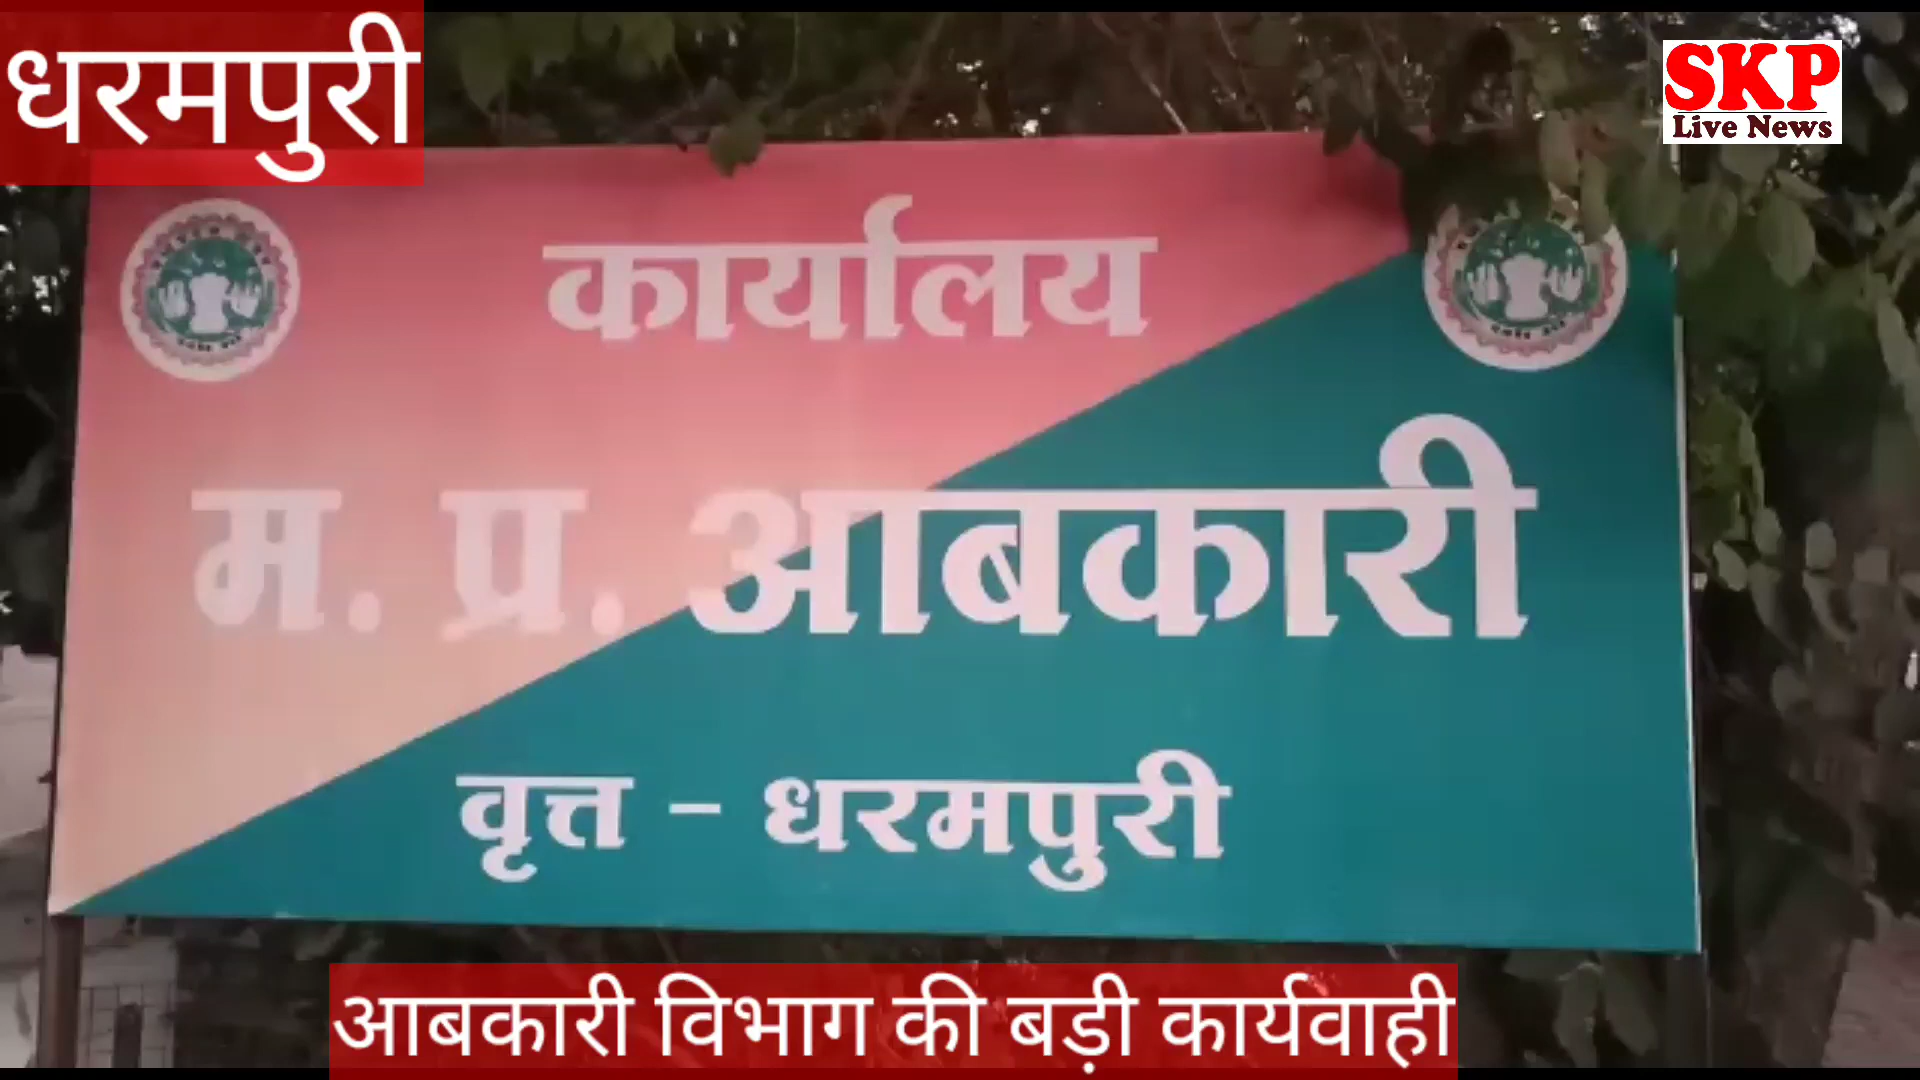 धरमपुरी
SKP
Live News
कार्यालय
म. प्र. आबकारी
वृत्त - धरमपुरी
आबकारी विभाग की बड़ी कार्यवाही